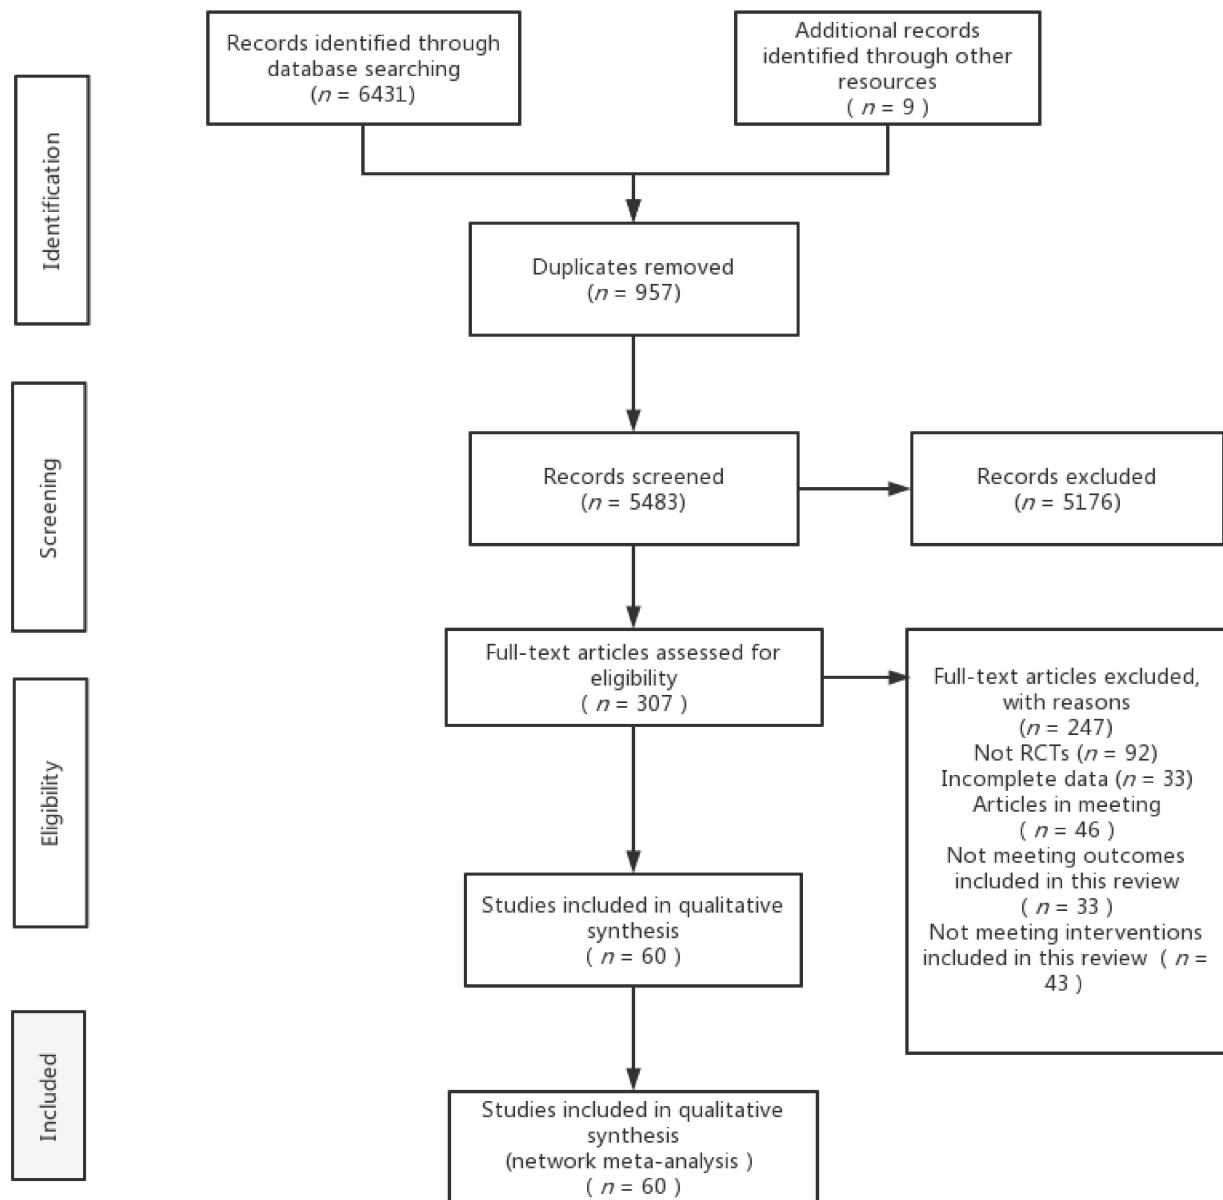 Records identified through
database searching
(n = 6431)
Additional records
identified through other
resources
( n = 9 )
Identification
Duplicates removed
(n = 957)
Screening
Records screened
(n = 5483)
Records excluded
(n = 5176)
Full-text articles assessed for
eligibility
( n = 307 )
Full-text articles excluded,
with reasons
(n = 247)
Not RCTs (n = 92)
Incomplete data (n = 33)
Articles in meeting
( n = 46 )
Not meeting outcomes
included in this review
( n = 33 )
Not meeting interventions
included in this review ( n =
43 )
Eligibility
Studies included in qualitative
synthesis
( n = 60 )
Included
Studies included in qualitative
synthesis
(network meta-analysis )
( n = 60 )